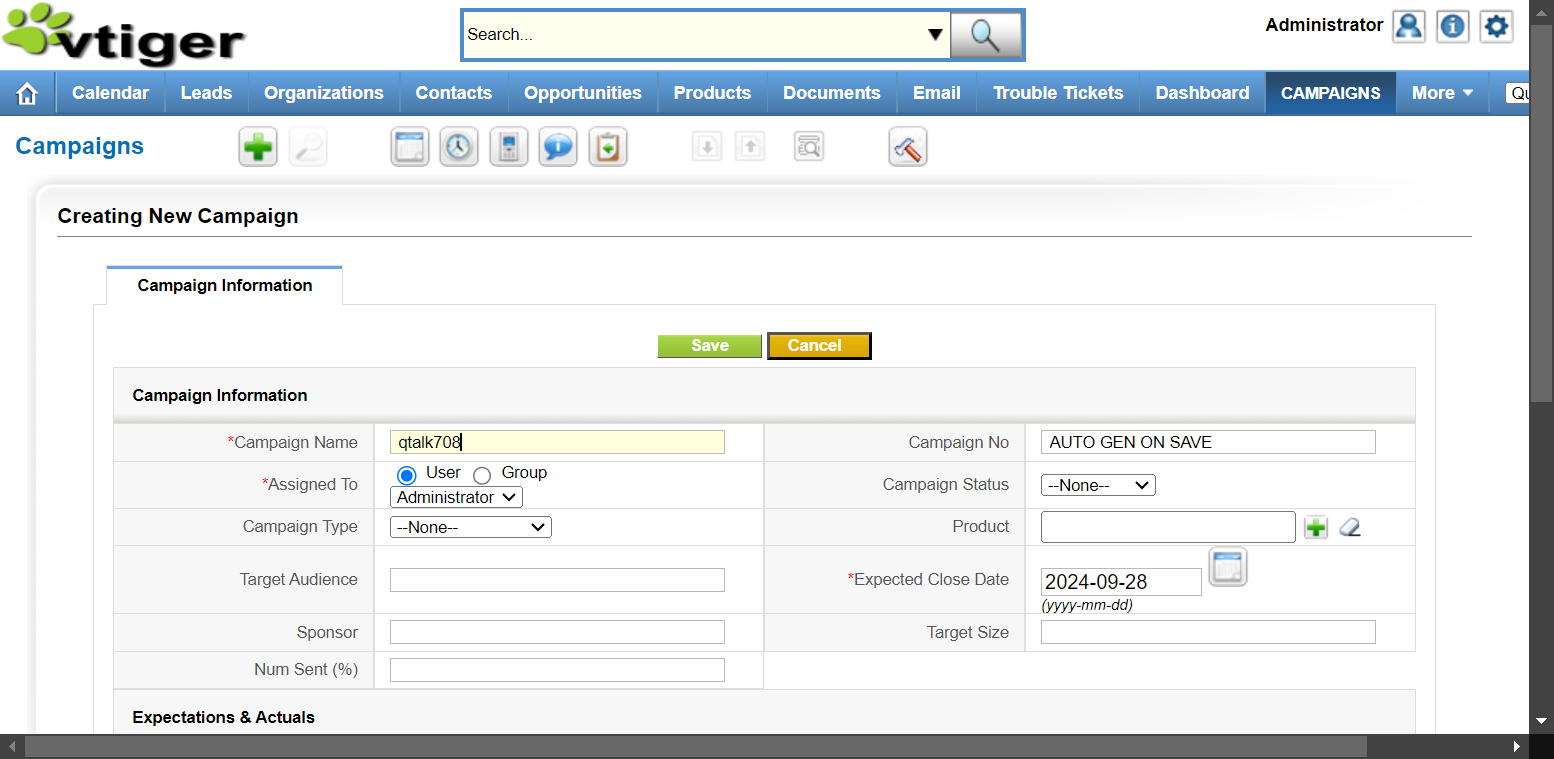 vtiger
Search...
Administrator
Calendar Leads Organizations Contacts Opportunities Products Documents Email Trouble Tickets Dashboard CAMPAIGNS More Qu
Campaigns
Creating New Campaign
Campaign Information
Save Cancel
Campaign Information
*Campaign Name qtalk708 Campaign No AUTO GEN ON SAVE
*Assigned To User Group Administrator Campaign Status --None--
Campaign Type --None-- Product
Target Audience *Expected Close Date 2024-09-28
(yyyy-mm-dd)
Sponsor Target Size
Num Sent (%)
Expectations & Actuals